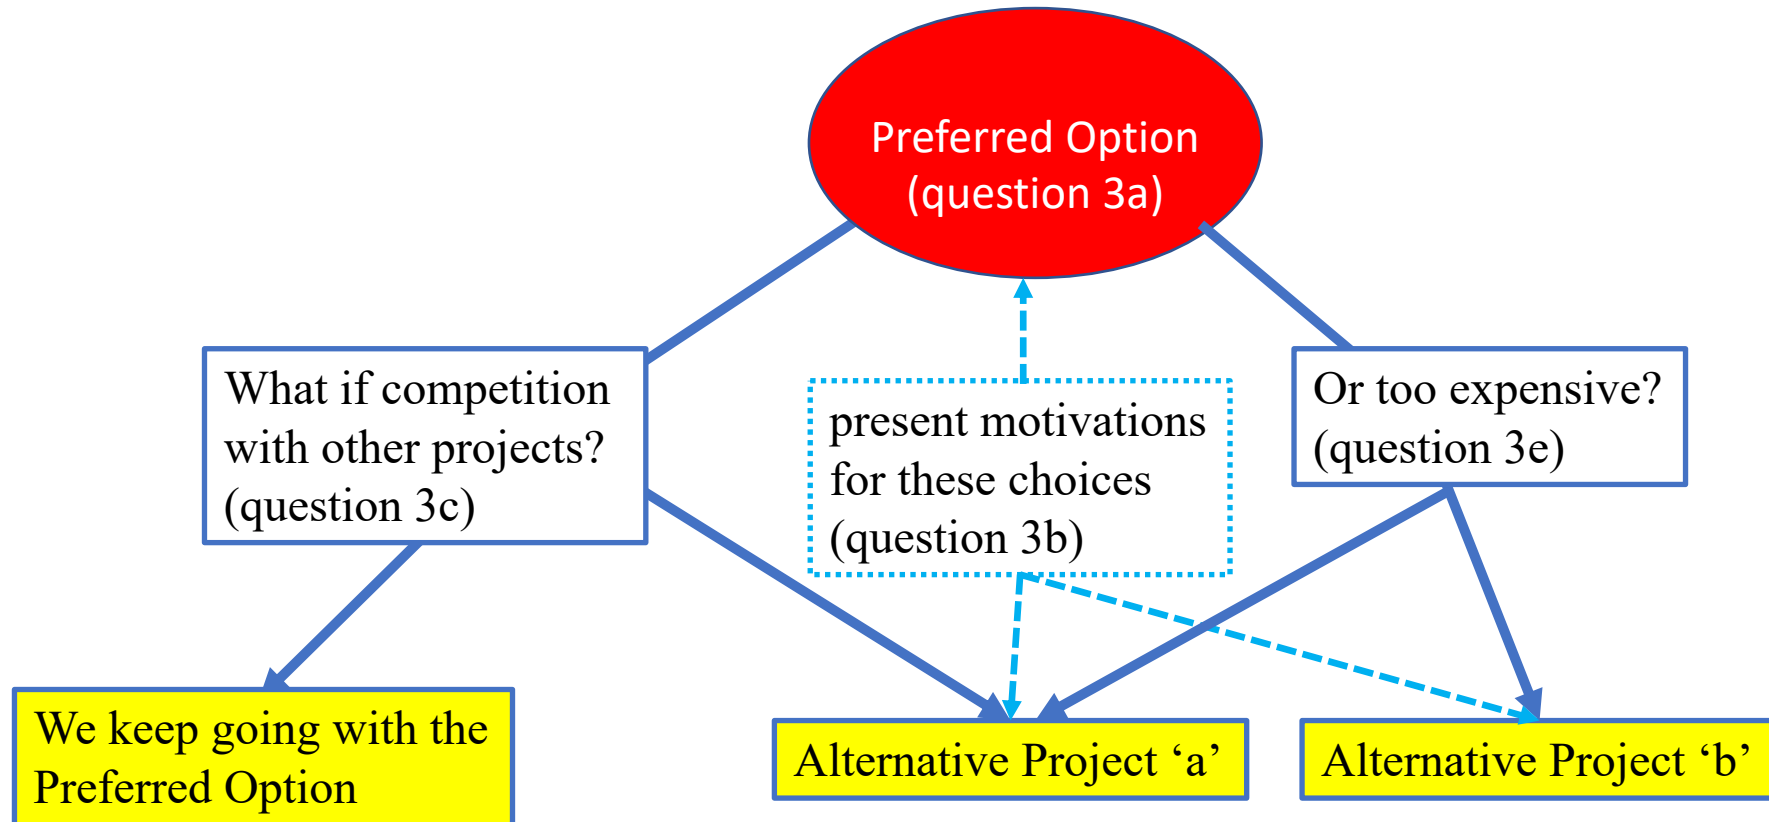 Preferred Option
(question 3a)
What if competition
with other projects?
(question 3c)
present motivations
for these choices
(question 3b)
Or too expensive?
(question 3e)
We keep going with the
Preferred Option
Alternative Project ‘a’
Alternative Project ‘b’